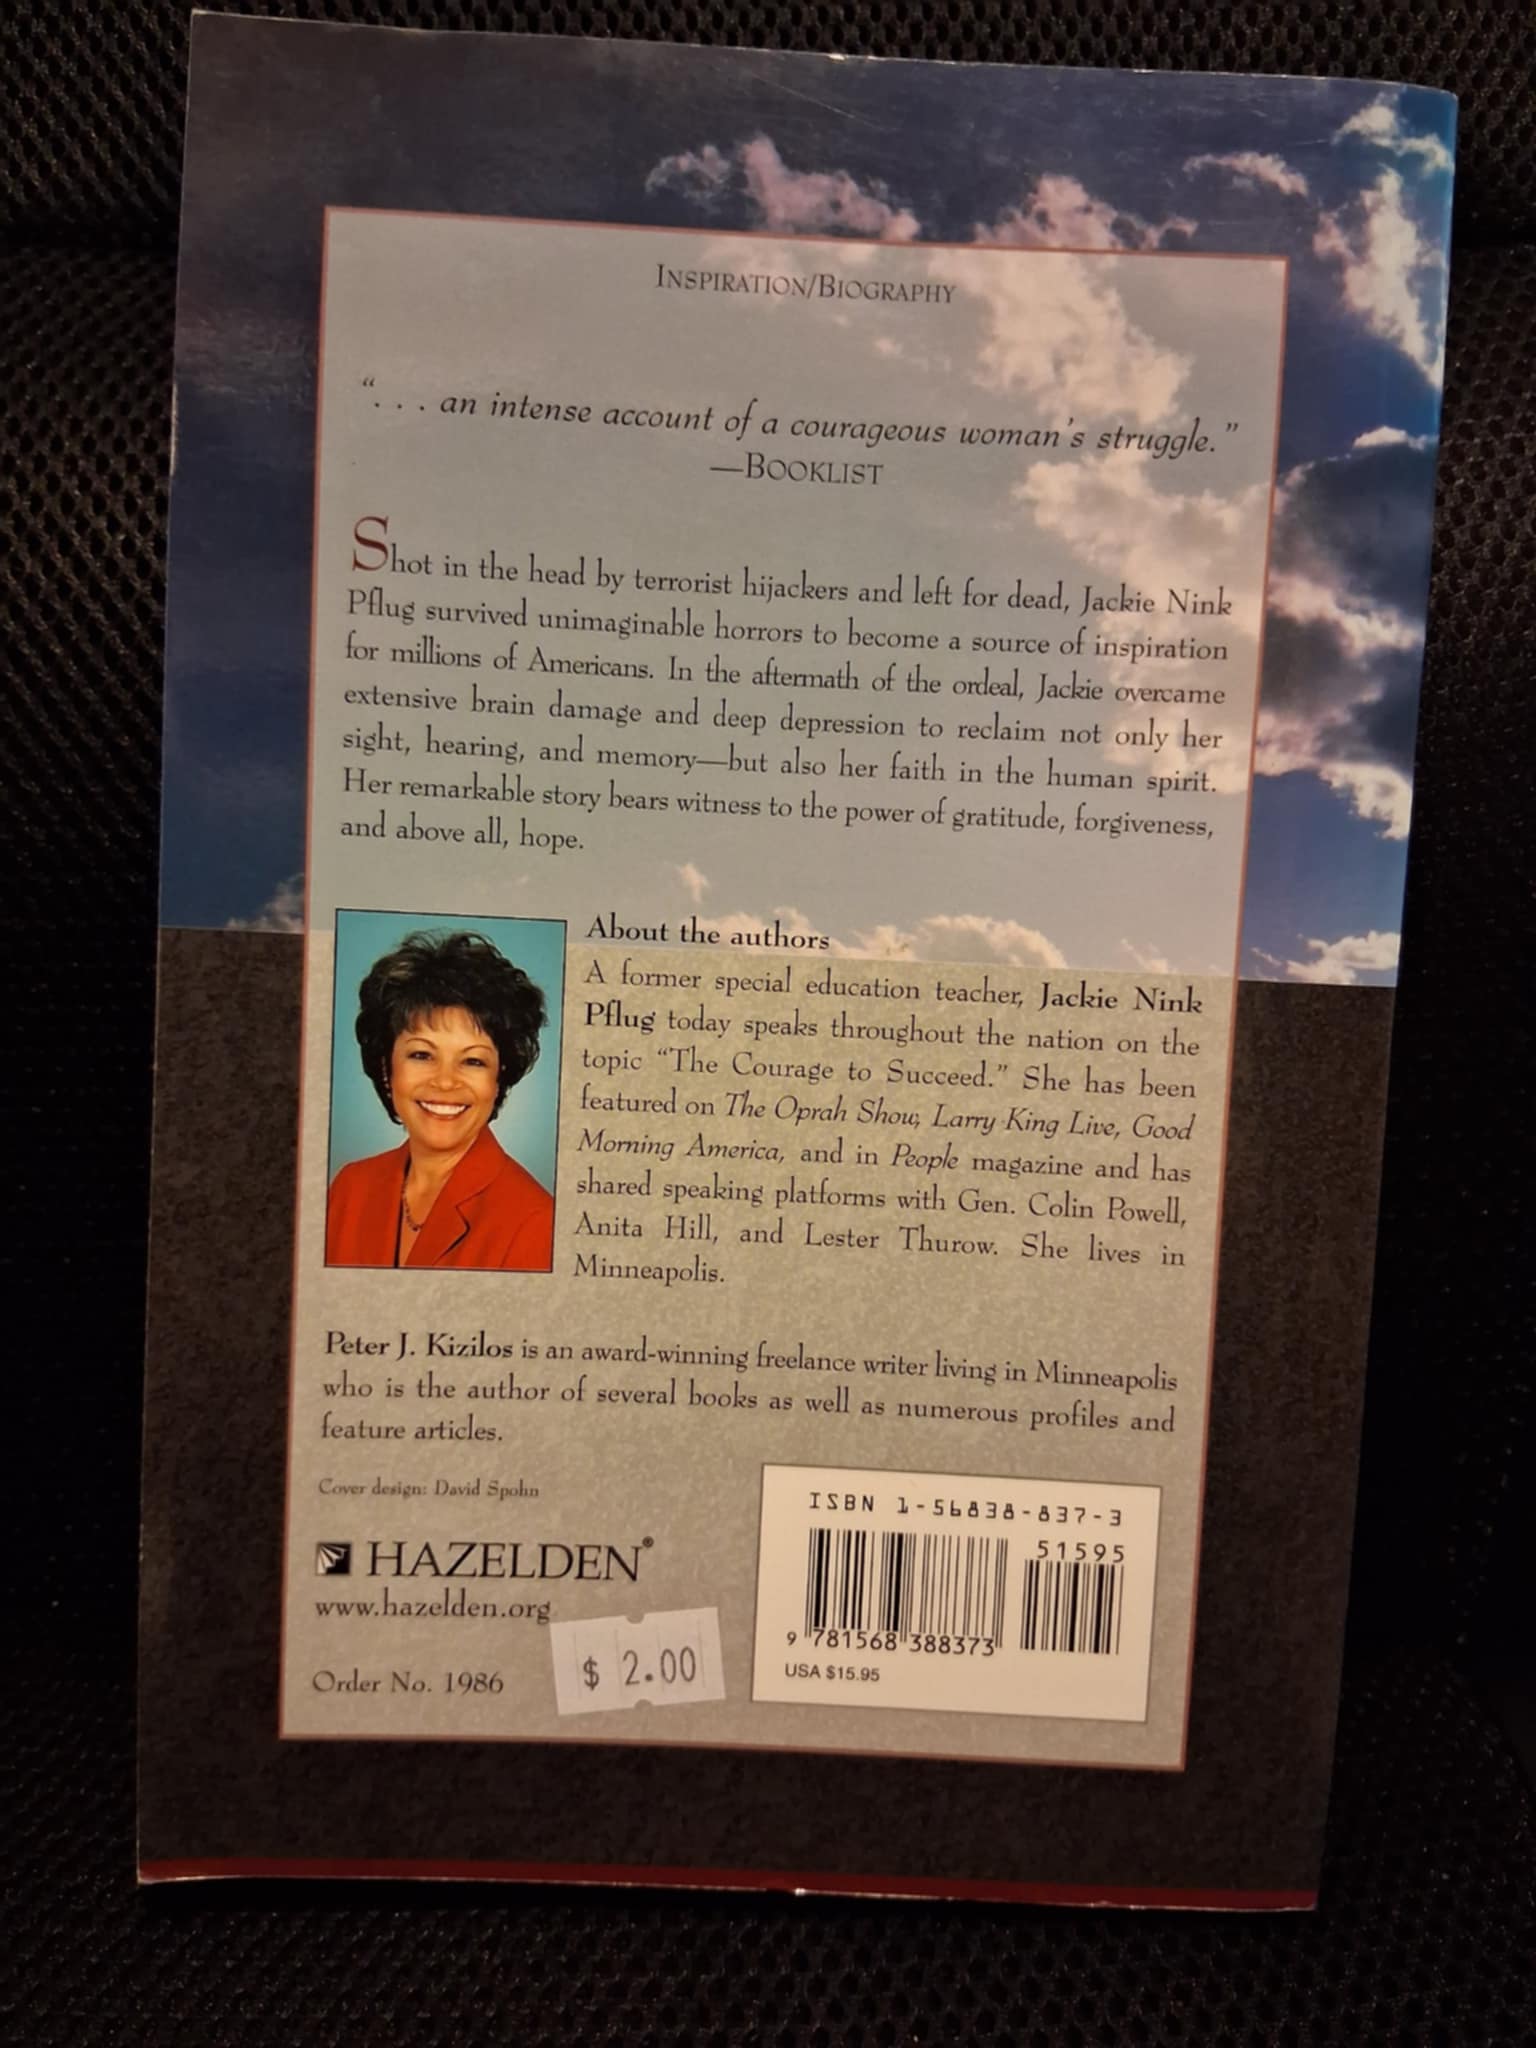 INSPIRATION/BIOGRAPHY
“. . . an intense account of a courageous woman’s struggle.”
—BOOKLIST
Shot in the head by terrorist hijackers and left for dead, Jackie Nink
Pflug survived unimaginable horrors to become a source of inspiration
for millions of Americans. In the aftermath of the ordeal, Jackie overcame
extensive brain damage and deep depression to reclaim not only her
sight, hearing, and memory—but also her faith in the human spirit.
Her remarkable story bears witness to the power of gratitude, forgiveness,
and above all, hope.
About the authors
A former special education teacher, Jackie Nink
Pflug today speaks throughout the nation on the
topic “The Courage to Succeed.” She has been
featured on The Oprah Show, Larry King Live, Good
Morning America, and in People magazine and has
shared speaking platforms with Gen. Colin Powell,
Anita Hill, and Lester Thurow. She lives in
Minneapolis.
Peter J. Kizilos is an award-winning freelance writer living in Minneapolis
who is the author of several books as well as numerous profiles and
feature articles.
Cover design: David Spohn
HAZELDEN®
www.hazelden.org
Order No. 1986
$ 2.00
ISBN 1-56838-837-3
51595
9 781568 388373
USA $15.95